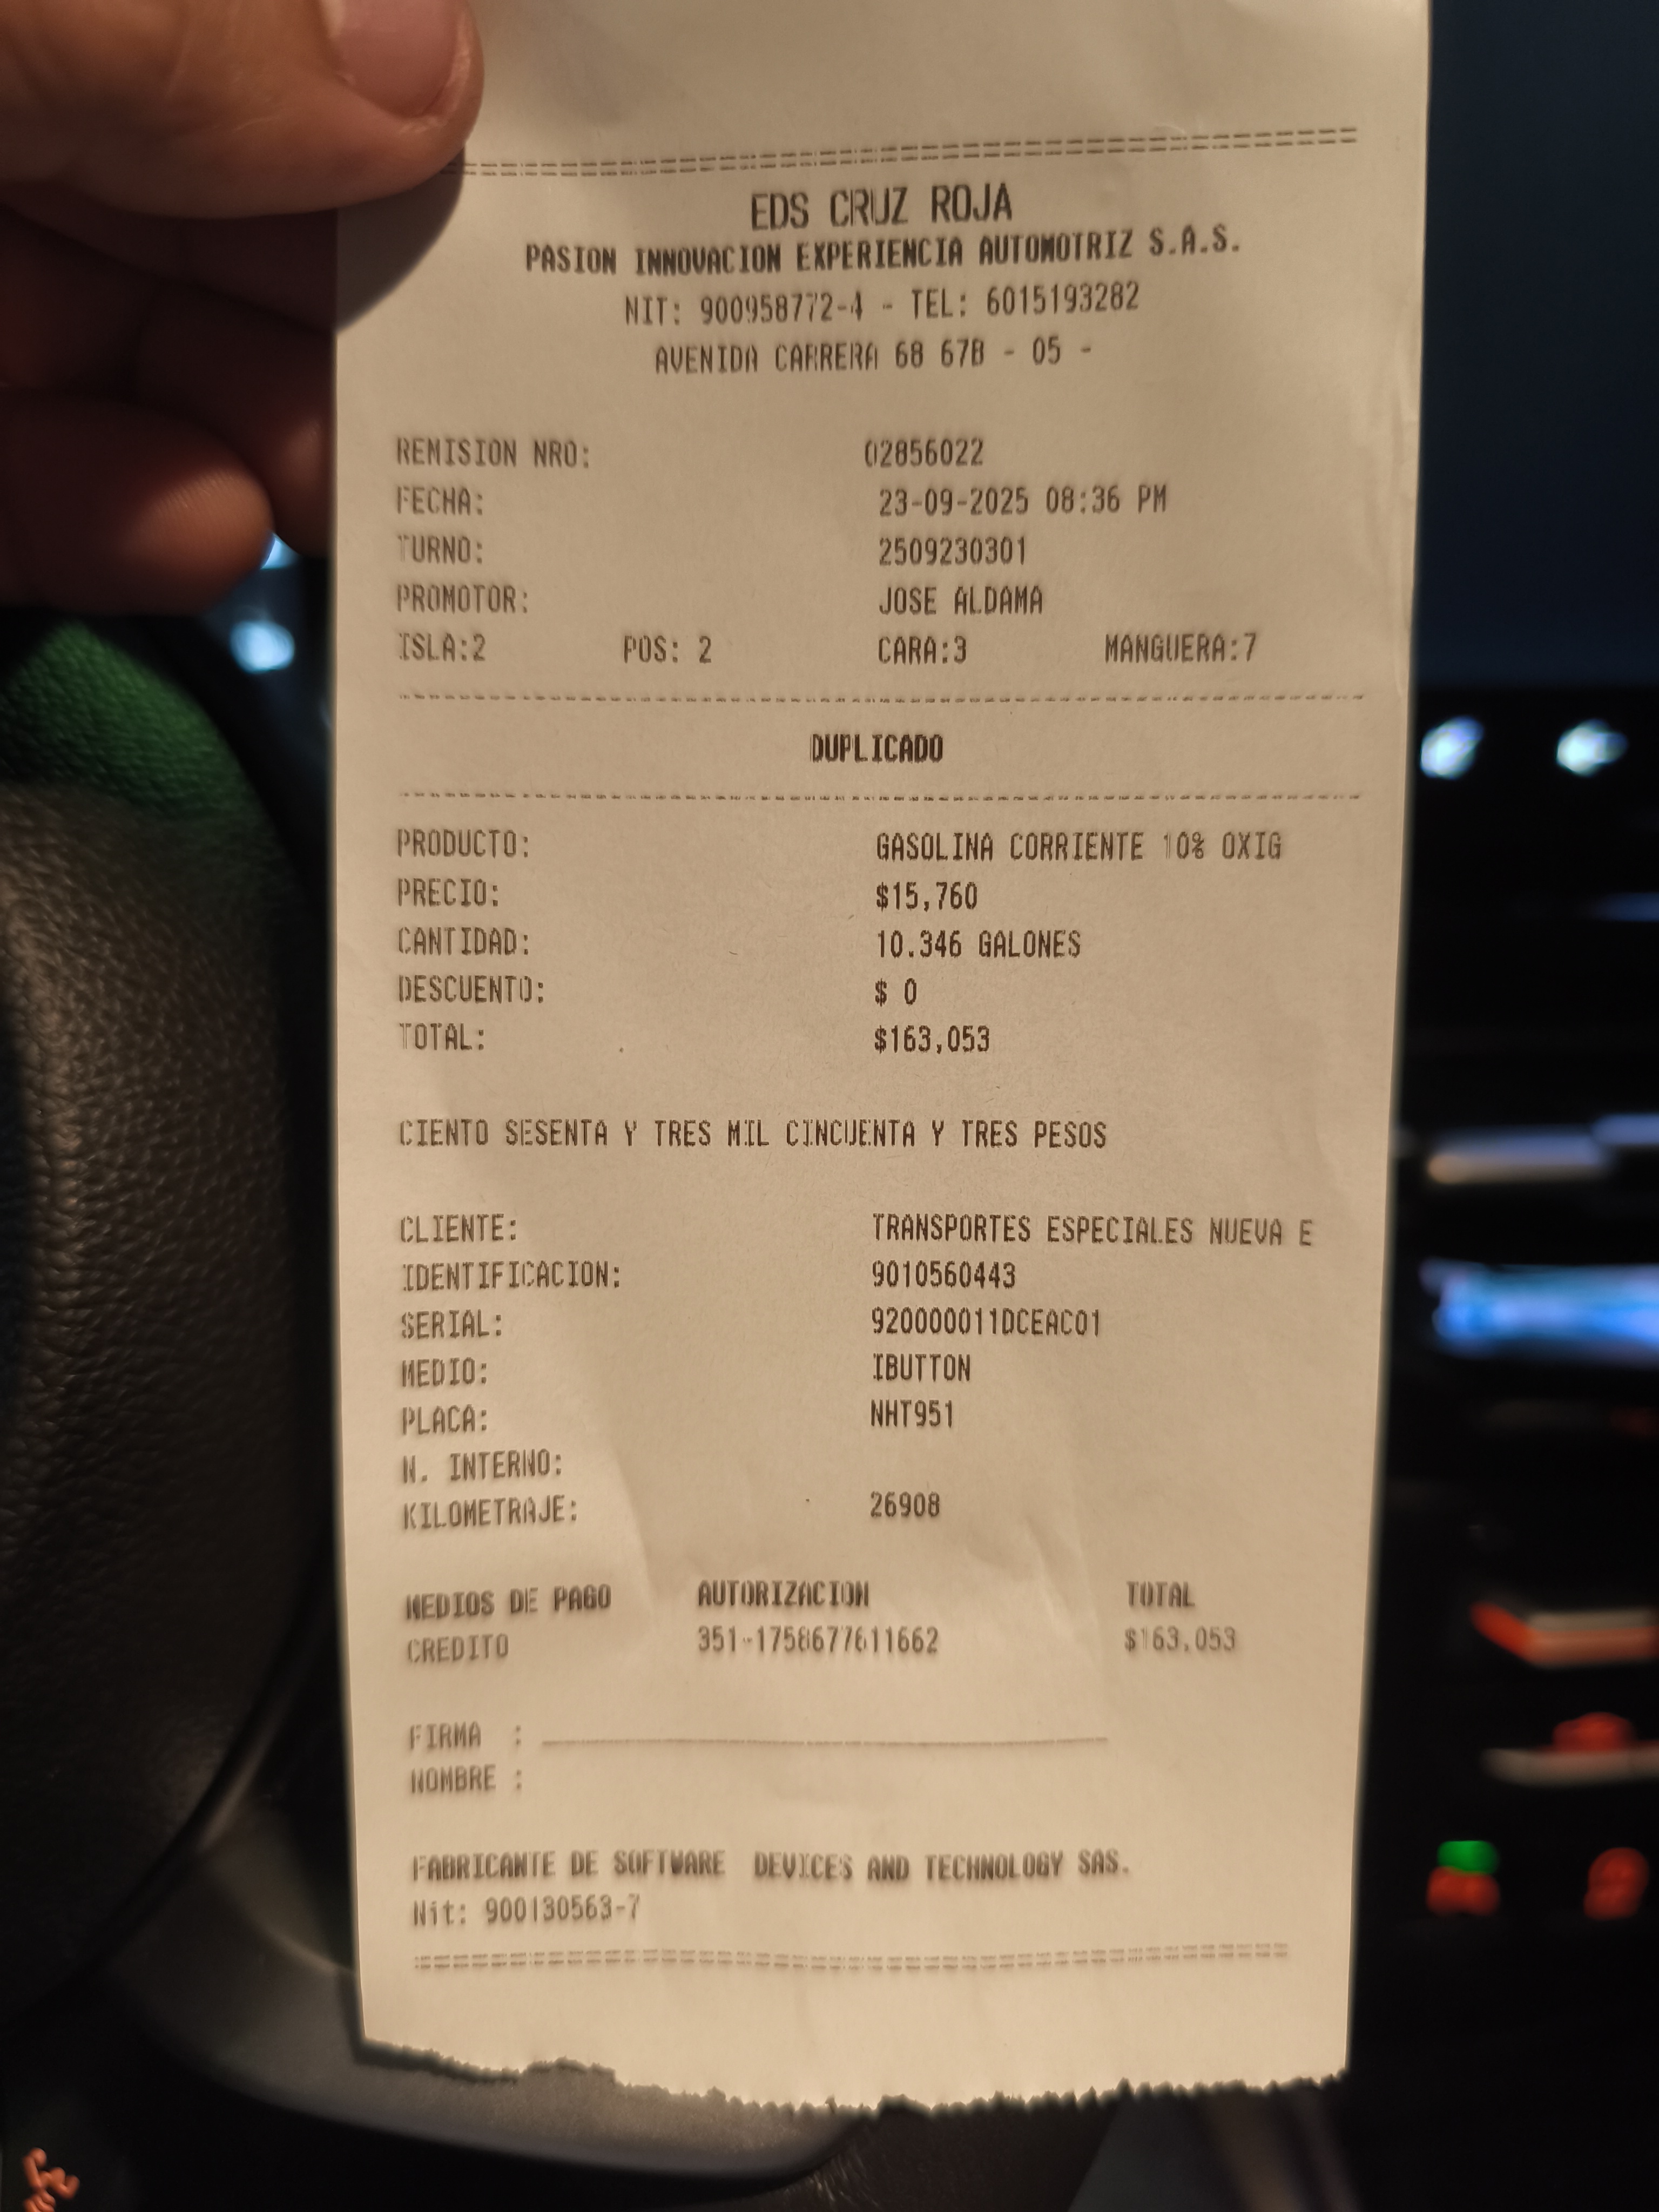 ================================================
EDS CRUZ ROJA
PASION INNOVACION EXPERIENCIA AUTOMOTRIZ S.A.S.
NIT: 900958772-4 - TEL: 6015193282
AVENIDA CARRERA 68 67B - 05 -
REMISION NRO: 02856022
FECHA: 23-09-2025 08:36 PM
TURNO: 2509230301
PROMOTOR: JOSE ALDAMA
ISLA:2 POS: 2 CARA:3 MANGUERA:7
DUPLICADO
PRODUCTO: GASOLINA CORRIENTE 10% OXIG
PRECIO: $15,760
CANTIDAD: 10.346 GALONES
DESCUENTO: $ 0
TOTAL: $163,053
CIENTO SESENTA Y TRES MIL CINCUENTA Y TRES PESOS
CLIENTE: TRANSPORTES ESPECIALES NUEVA E
IDENTIFICACION: 9010560443
SERIAL: 920000011DCEAC01
MEDIO: IBUTTON
PLACA: NHT951
N. INTERNO:
KILOMETRAJE: 26908
MEDIOS DE PAGO AUTORIZACION TOTAL
CREDITO 351-1758677611662 $163,053
FIRMA :
NOMBRE :
FABRICANTE DE SOFTWARE DEVICES AND TECHNOLOGY SAS.
Nit: 900130563-7